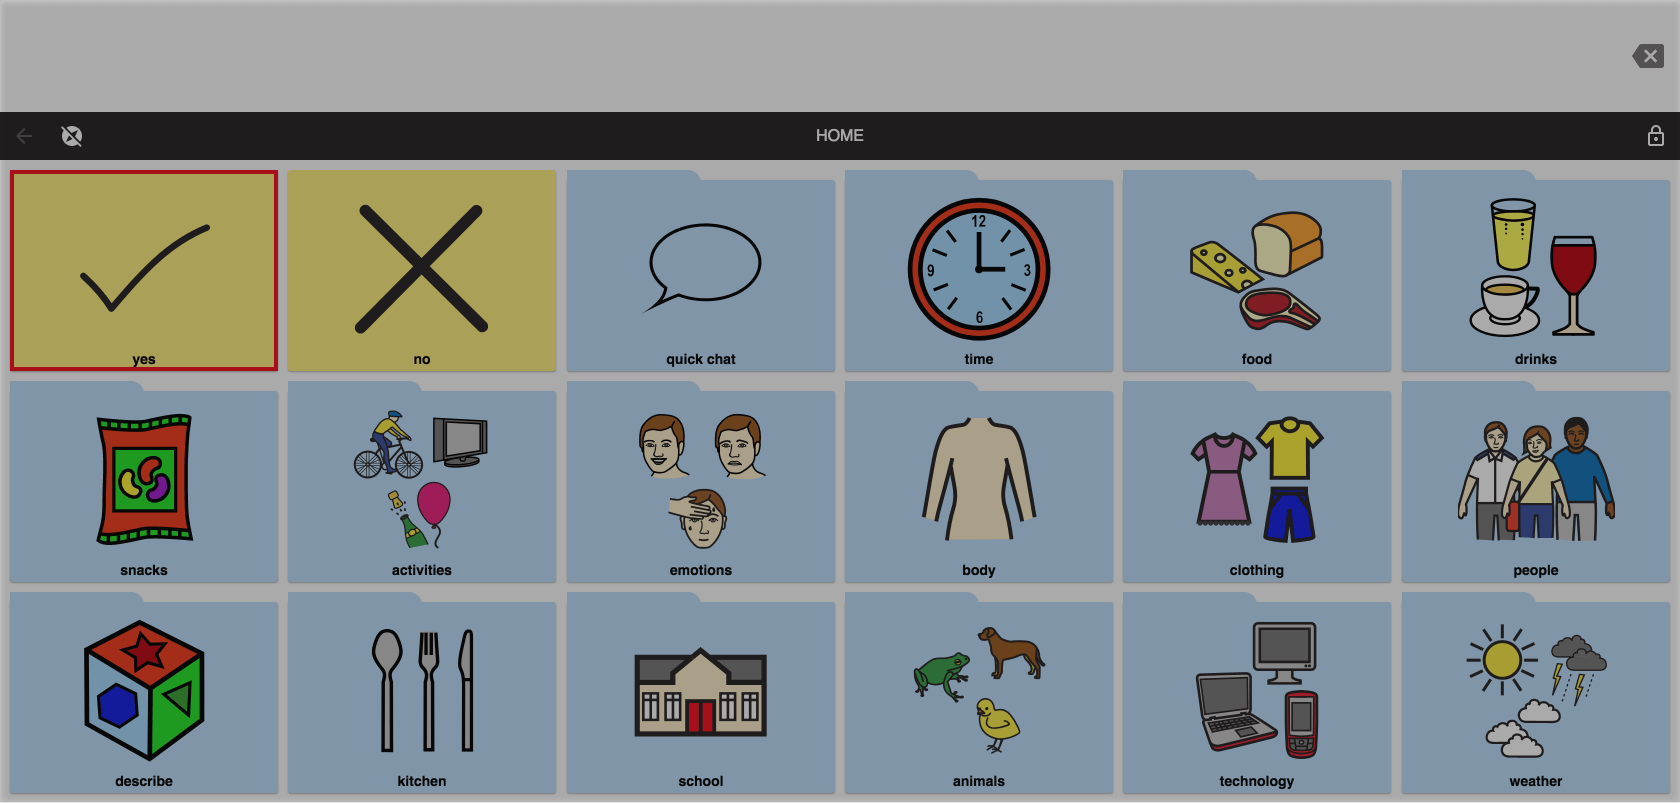 HOME
yes
no
quick chat
12
9
3
6
time
food
drinks
snacks
activities
emotions
body
clothing
people
describe
kitchen
school
animals
technology
weather